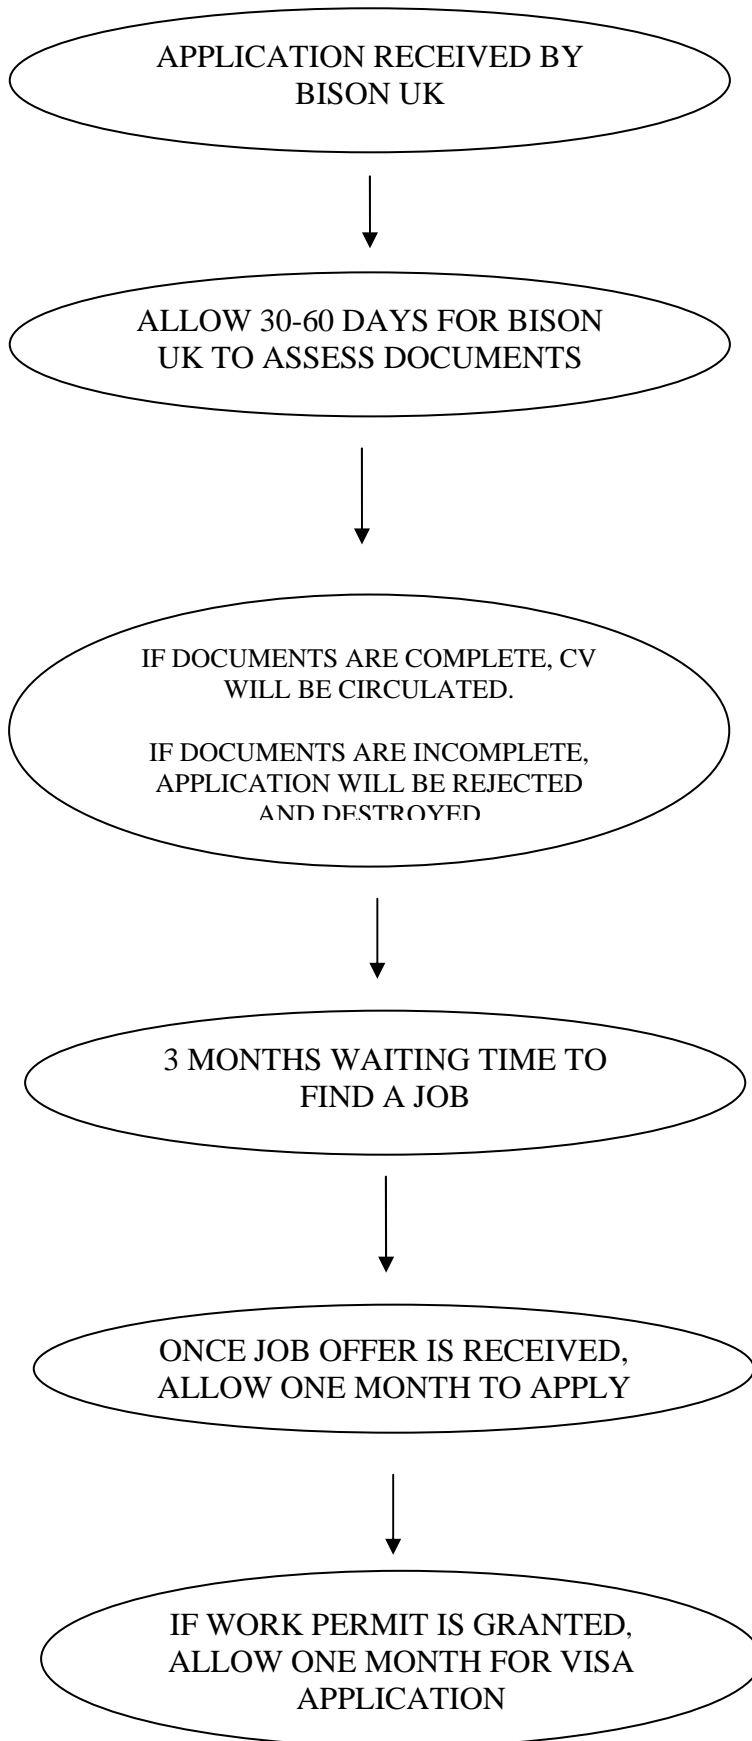 APPLICATION RECEIVED BY
BISON UK
ALLOW 30-60 DAYS FOR BISON
UK TO ASSESS DOCUMENTS
IF DOCUMENTS ARE COMPLETE, CV
WILL BE CIRCULATED.
IF DOCUMENTS ARE INCOMPLETE,
APPLICATION WILL BE REJECTED
AND DESTROYED
3 MONTHS WAITING TIME TO
FIND A JOB
ONCE JOB OFFER IS RECEIVED,
ALLOW ONE MONTH TO APPLY
IF WORK PERMIT IS GRANTED,
ALLOW ONE MONTH FOR VISA
APPLICATION